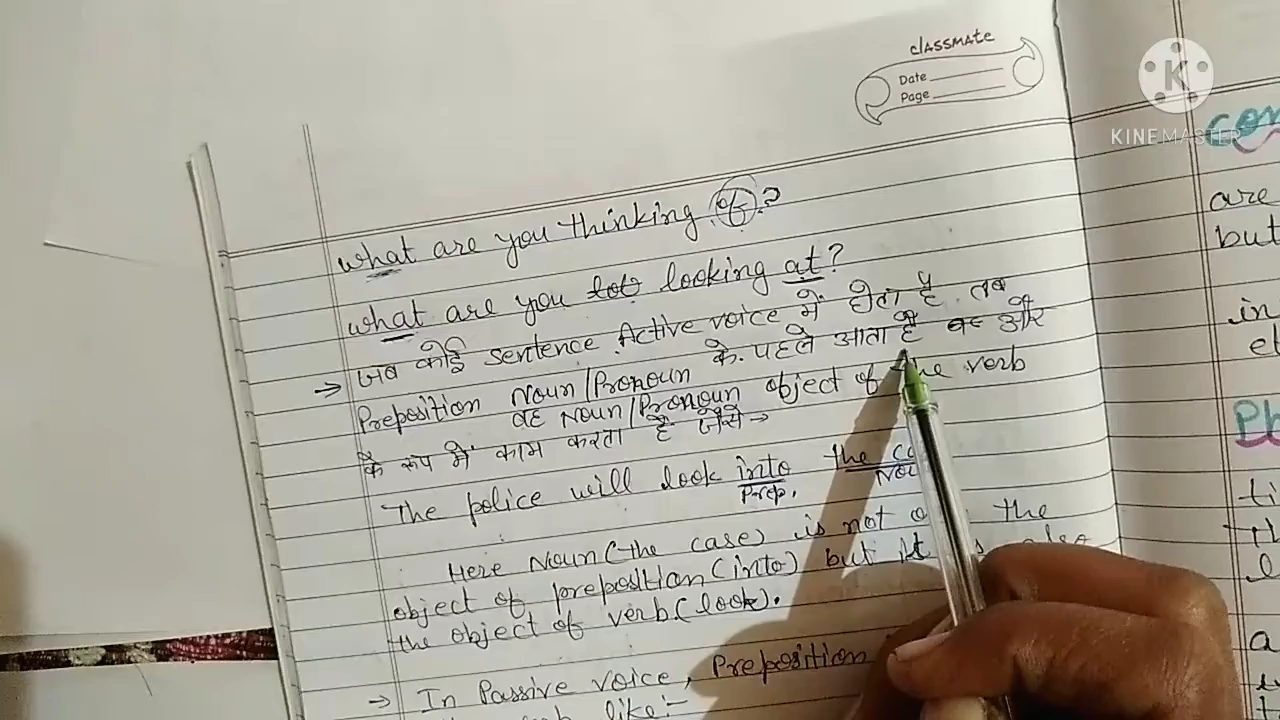 classmate
Date
Page
KINEMASTER
what are you thinking of?
what are you looking at?
→ जब कोई sentence Active voice में होता है तब
Preposition Noun/Pronoun के पहले आता है और
वह Noun/Pronoun object of the verb
के रूप में काम करता है जैसे →
The police will look into the
Prep.
Here Noun (the case) is not the
object of preposition (into) but it
the object of verb (look).
→ In Passive voice, Preposition
like:-
are
but
in